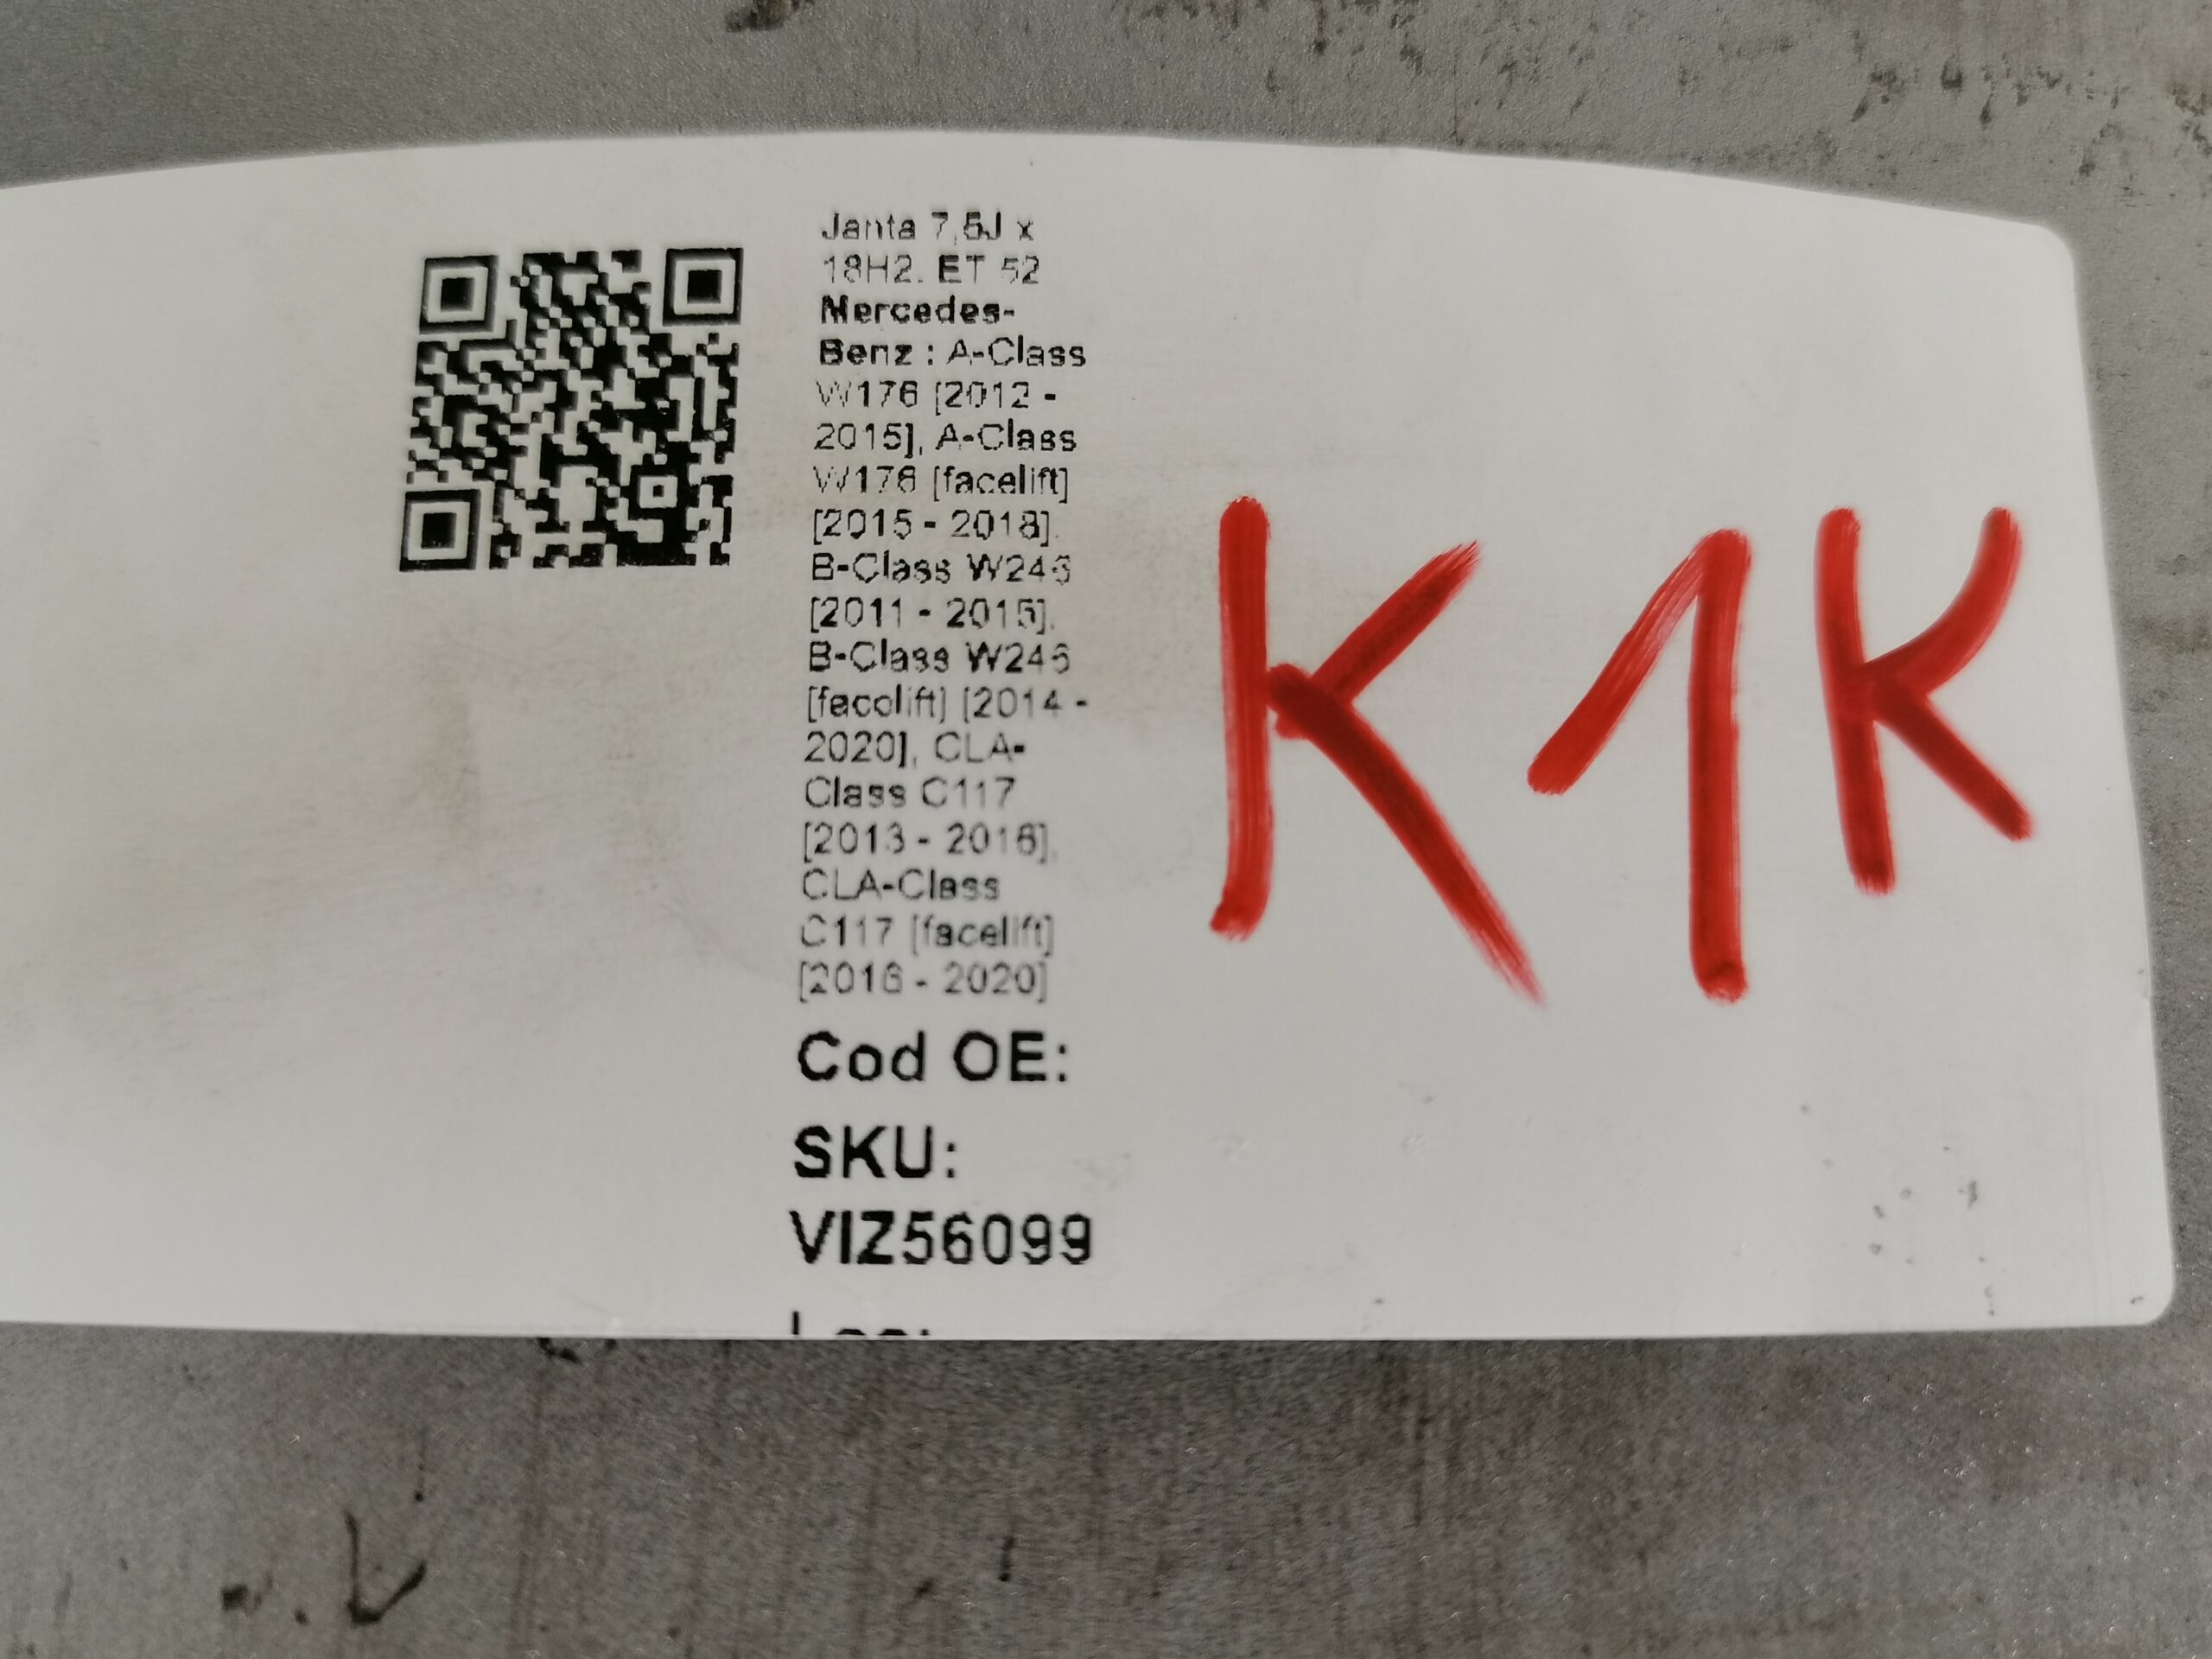 Janta 7,5J x
18H2. ET 52
Mercedes-
Benz : A-Class
W176 [2012 -
2015], A-Class
W176 [facelift]
[2015 - 2018],
B-Class W246
[2011 - 2015],
B-Class W246
[facelift] [2014 -
2020], CLA-
Class C117
[2013 - 2016],
CLA-Class
C117 [facelift]
[2016 - 2020]
Cod OE:
SKU:
VIZ56099
K1K